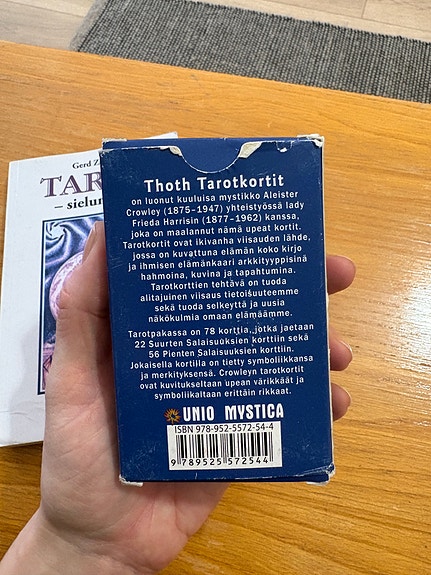 Gerd Z
TAR
– sielun
Thoth Tarotkortit
on luonut kuuluisa mystikko Aleister
Crowley (1875-1947) yhteistyössä lady
Frieda Harrisin (1877-1962) kanssa,
joka on maalannut nämä upeat kortit.
Tarotkortit ovat ikivanha viisauden lähde,
jossa on kuvattuna elämän koko kirjo
ja ihmisen elämänkaari arkkityyppisinä
hahmoina, kuvina ja tapahtumina.
Tarotkorttien tehtävä on tuoda
alitajuinen viisaus tietoisuuteemme
sekä tuoda selkeyttä ja uusia
näkökulmia omaan elämäämme.
Tarotpakassa on 78 korttia, jotka jaetaan
22 Suurten Salaisuuksien korttiin sekä
56 Pienten Salaisuuksien korttiin.
Jokaisella kortilla on tietty symboliikkansa
ja merkityksensä. Crowleyn tarotkortit
ovat kuvitukseltaan upean värikkäät ja
symboliikaltaan erittäin rikkaat.
UNIO MYSTICA
ISBN 978-952-5572-54-4
9 789525 572544